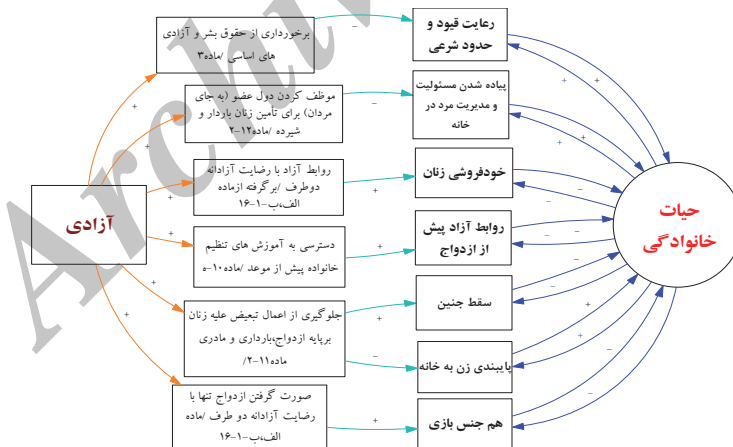 برخورداری از حقوق بشر و آزادی
های اساسی /ماده۳
موظف کردن دول عضو (به جای
مردان) برای تأمین زنان باردار و
شیرده /ماده۱۲-۲
روابط آزاد با رضایت آزادانه
دوطرف /برگرفته ازماده
۱۶-۱-الف،ب
دسترسی به آموزش های تنظیم
خانواده پیش از موعد /ماده۱۰-ه
جلوگیری از اعمال تبعیض علیه زنان
برپایه ازدواج،بارداری و مادری
/ماده۱۱-۲
صورت گرفتن ازدواج تنها با
رضایت آزادانه دو طرف /ماده
۱۶-۱-الف،ب
آزادی
رعایت قیود و
حدود شرعی
پیاده شدن مسئولیت
و مدیریت مرد در
خانه
خودفروشی زنان
روابط آزاد پیش
از ازدواج
سقط جنین
پایبندی زن به خانه
هم جنس بازی
حیات
خانوادگی
Archiv